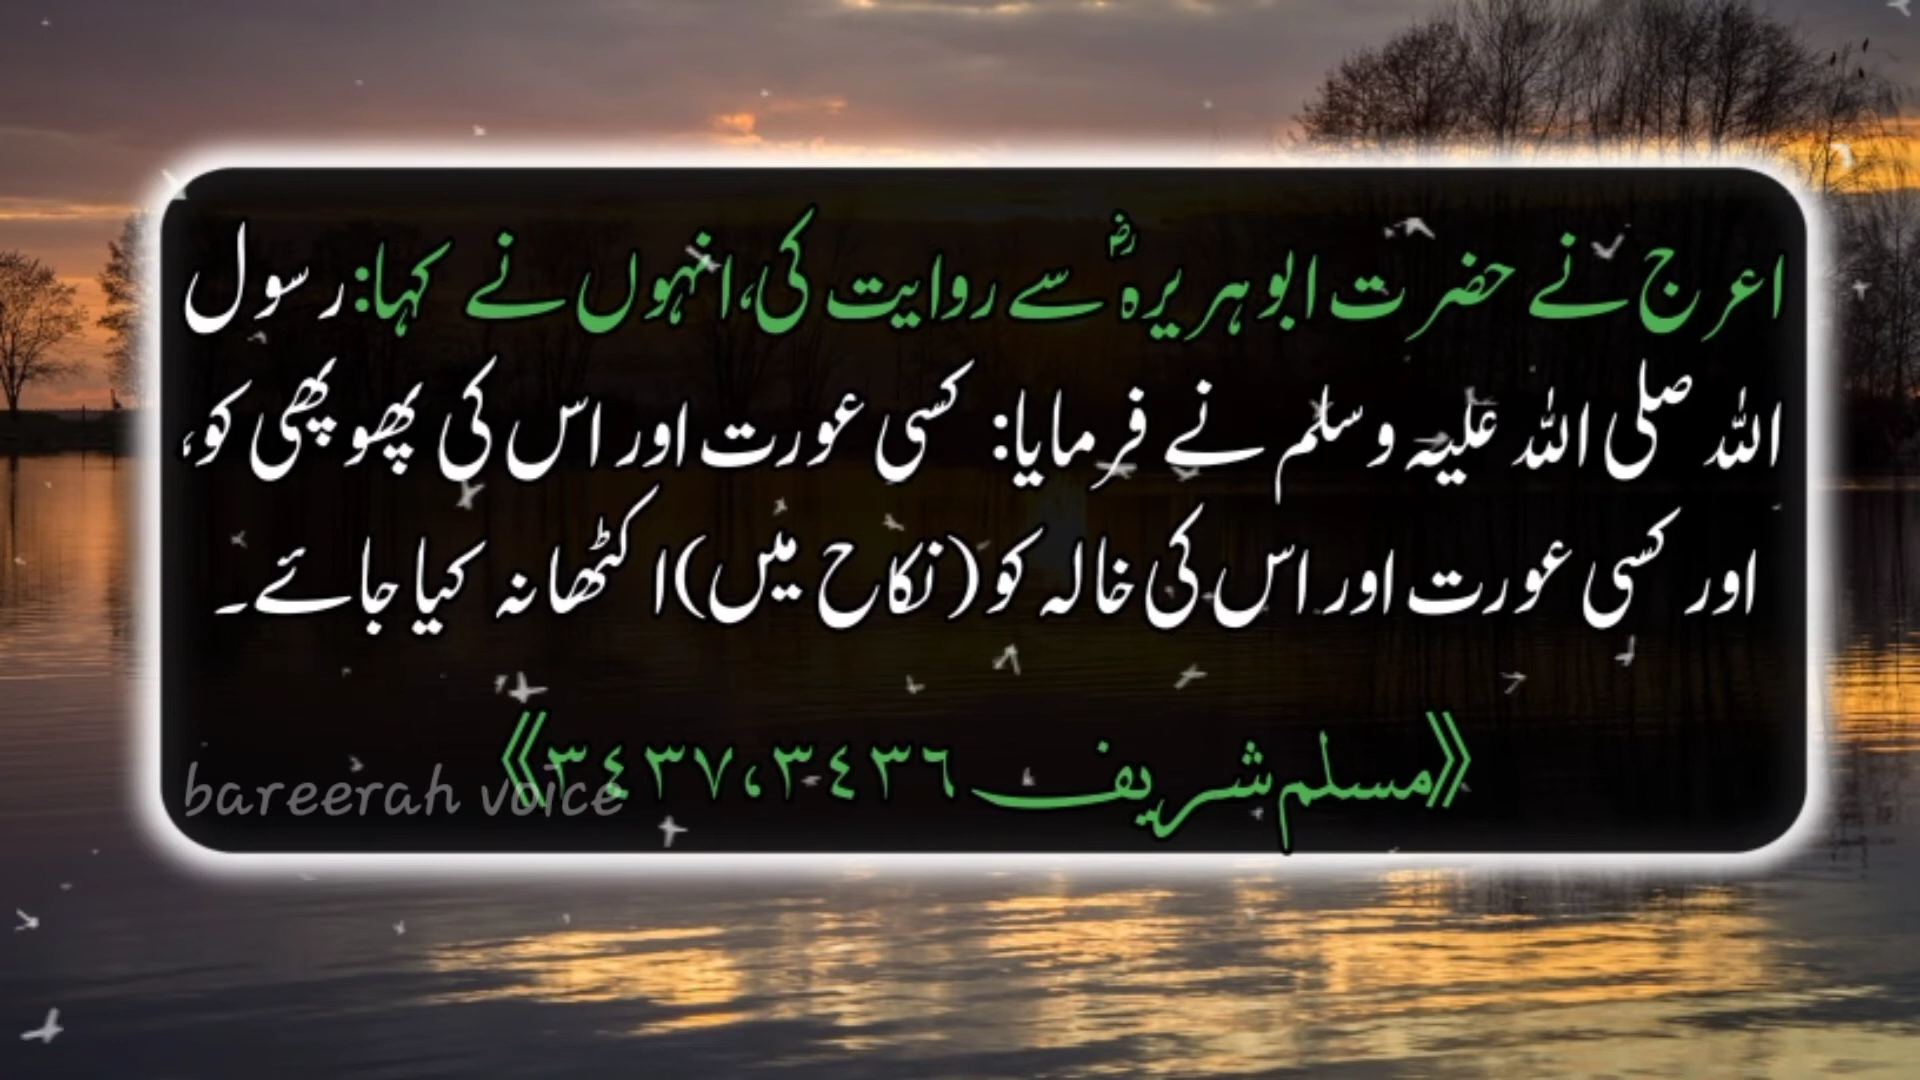 اعرج نے حضرت ابوہریرہؓ سے روایت کی،انہوں نے کہا:رسول
اللہ صلی اللہ علیہ وسلم نے فرمایا: کسی عورت اور اس کی پھوپھی کو،
اور کسی عورت اور اس کی خالہ کو(نکاح میں)اکٹھا نہ کیا جائے۔
《مسلم شریف ٣٤٣٧،٣٤٣٦》
bareerah voice